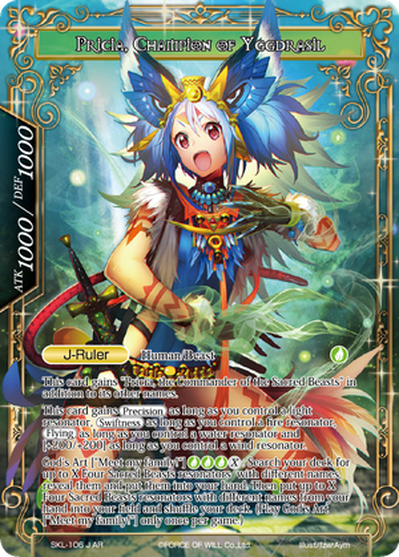 Pricia, Champion of Yggdrasil
ATK 1000 / DEF 1000
J-Ruler
Human/Beast
This card gains "Pricia, the Commander of the Sacred Beasts" in
addition to its other names.
This card gains Precision as long as you control a light
resonator, Swiftness as long as you control a fire resonator,
Flying as long as you control a water resonator and
[+200/+200] as long as you control a wind resonator.
God's Art ["Meet my family!"] X: Search your deck for
up to X Four Sacred Beasts resonators with different names,
reveal them and put them into your hand. Then put up to X
Four Sacred Beasts resonators with different names from your
hand into your field and shuffle your deck. (Play God's Art
["Meet my family!"] only once per game.)
SKL-106 J AR
©FORCE OF WILL Co.,Ltd.
Illust/fzwrAym